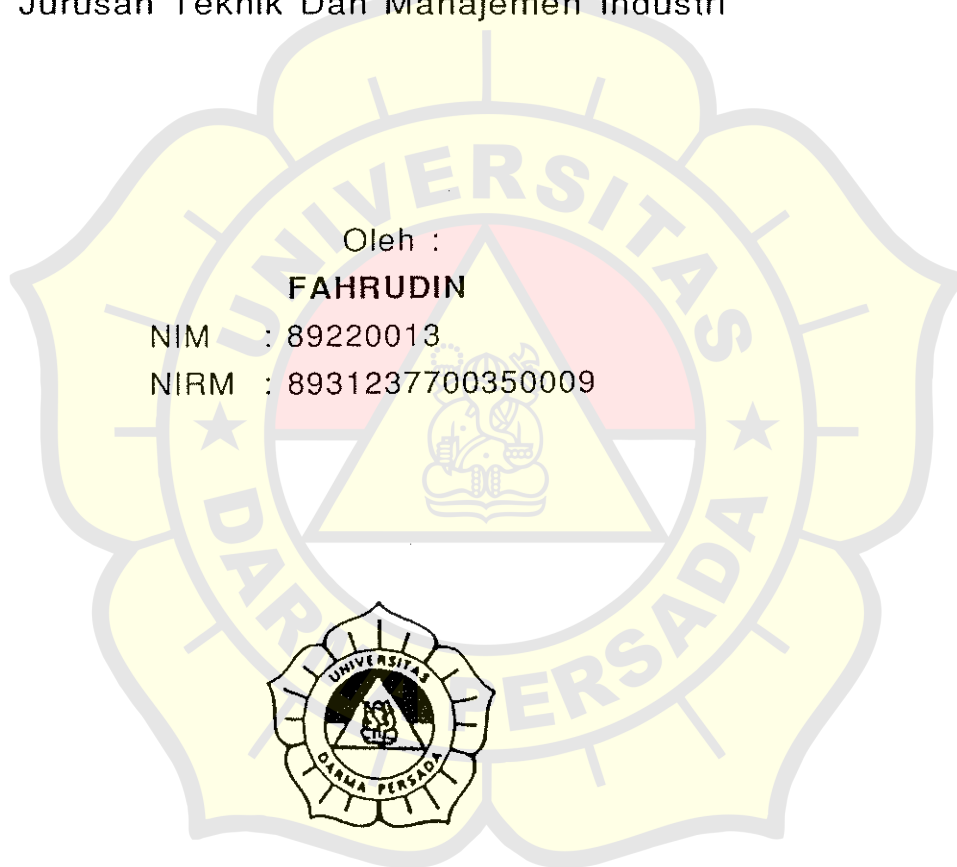 Jurusan Teknik Dan Manajemen Industri
Oleh :
FAHRUDIN
NIM : 89220013
NIRM : 8931237700350009
UNIVERSITAS
DARMA PERSADA
UNIVERSITAS
DARMA PERSADA